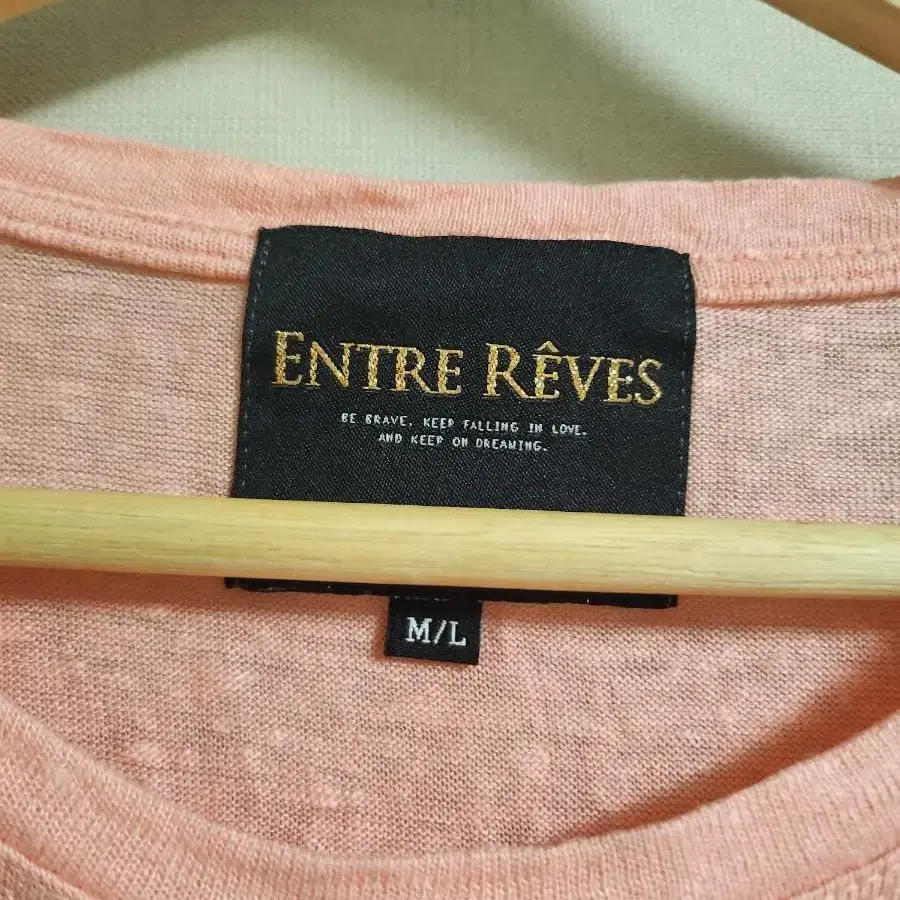 ENTRE RÊVES
BE BRAVE. KEEP FALLING IN LOVE.
AND KEEP ON DREAMING.
M/L